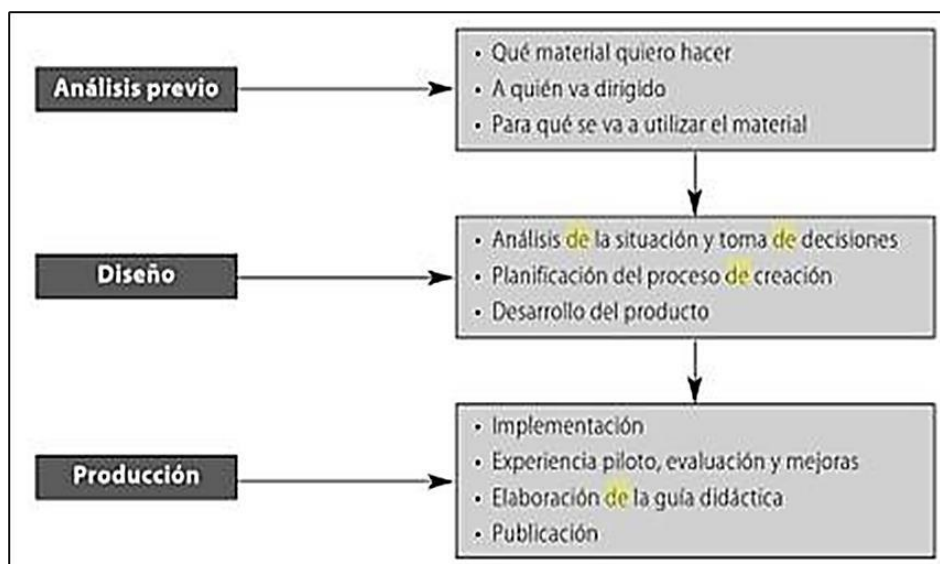 Análisis previo
• Qué material quiero hacer
• A quién va dirigido
• Para qué se va a utilizar el material
Diseño
• Análisis de la situación y toma de decisiones
• Planificación del proceso de creación
• Desarrollo del producto
Producción
• Implementación
• Experiencia piloto, evaluación y mejoras
• Elaboración de la guía didáctica
• Publicación